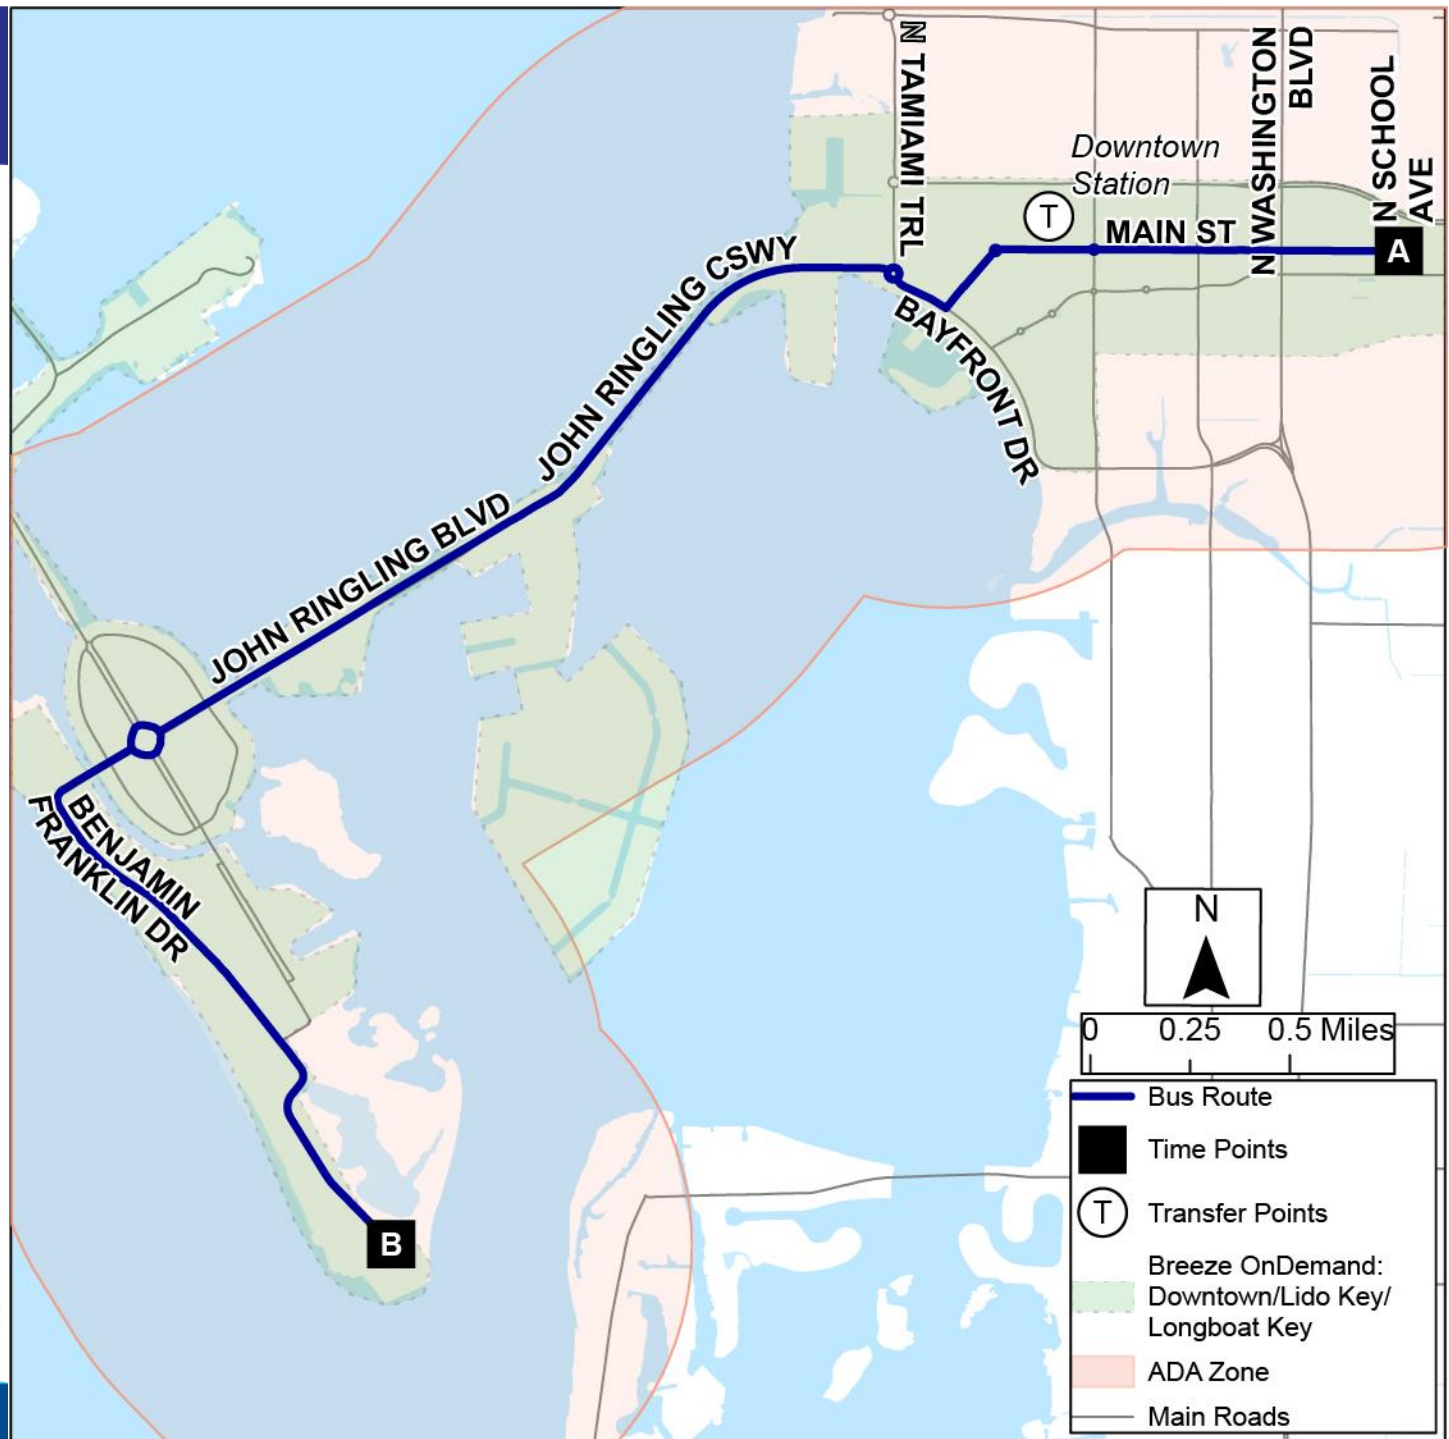 N TAMIAMI TRL
Downtown
Station
T
MAIN ST
N WASHINGTON
BLVD
N SCHOOL
AVE
A
JOHN RINGLING CSWY
BAYFRONT DR
JOHN RINGLING BLVD
BENJAMIN
FRANKLIN DR
B
N
0 0.25 0.5 Miles
Bus Route
Time Points
T Transfer Points
Breeze OnDemand:
Downtown/Lido Key/
Longboat Key
ADA Zone
Main Roads